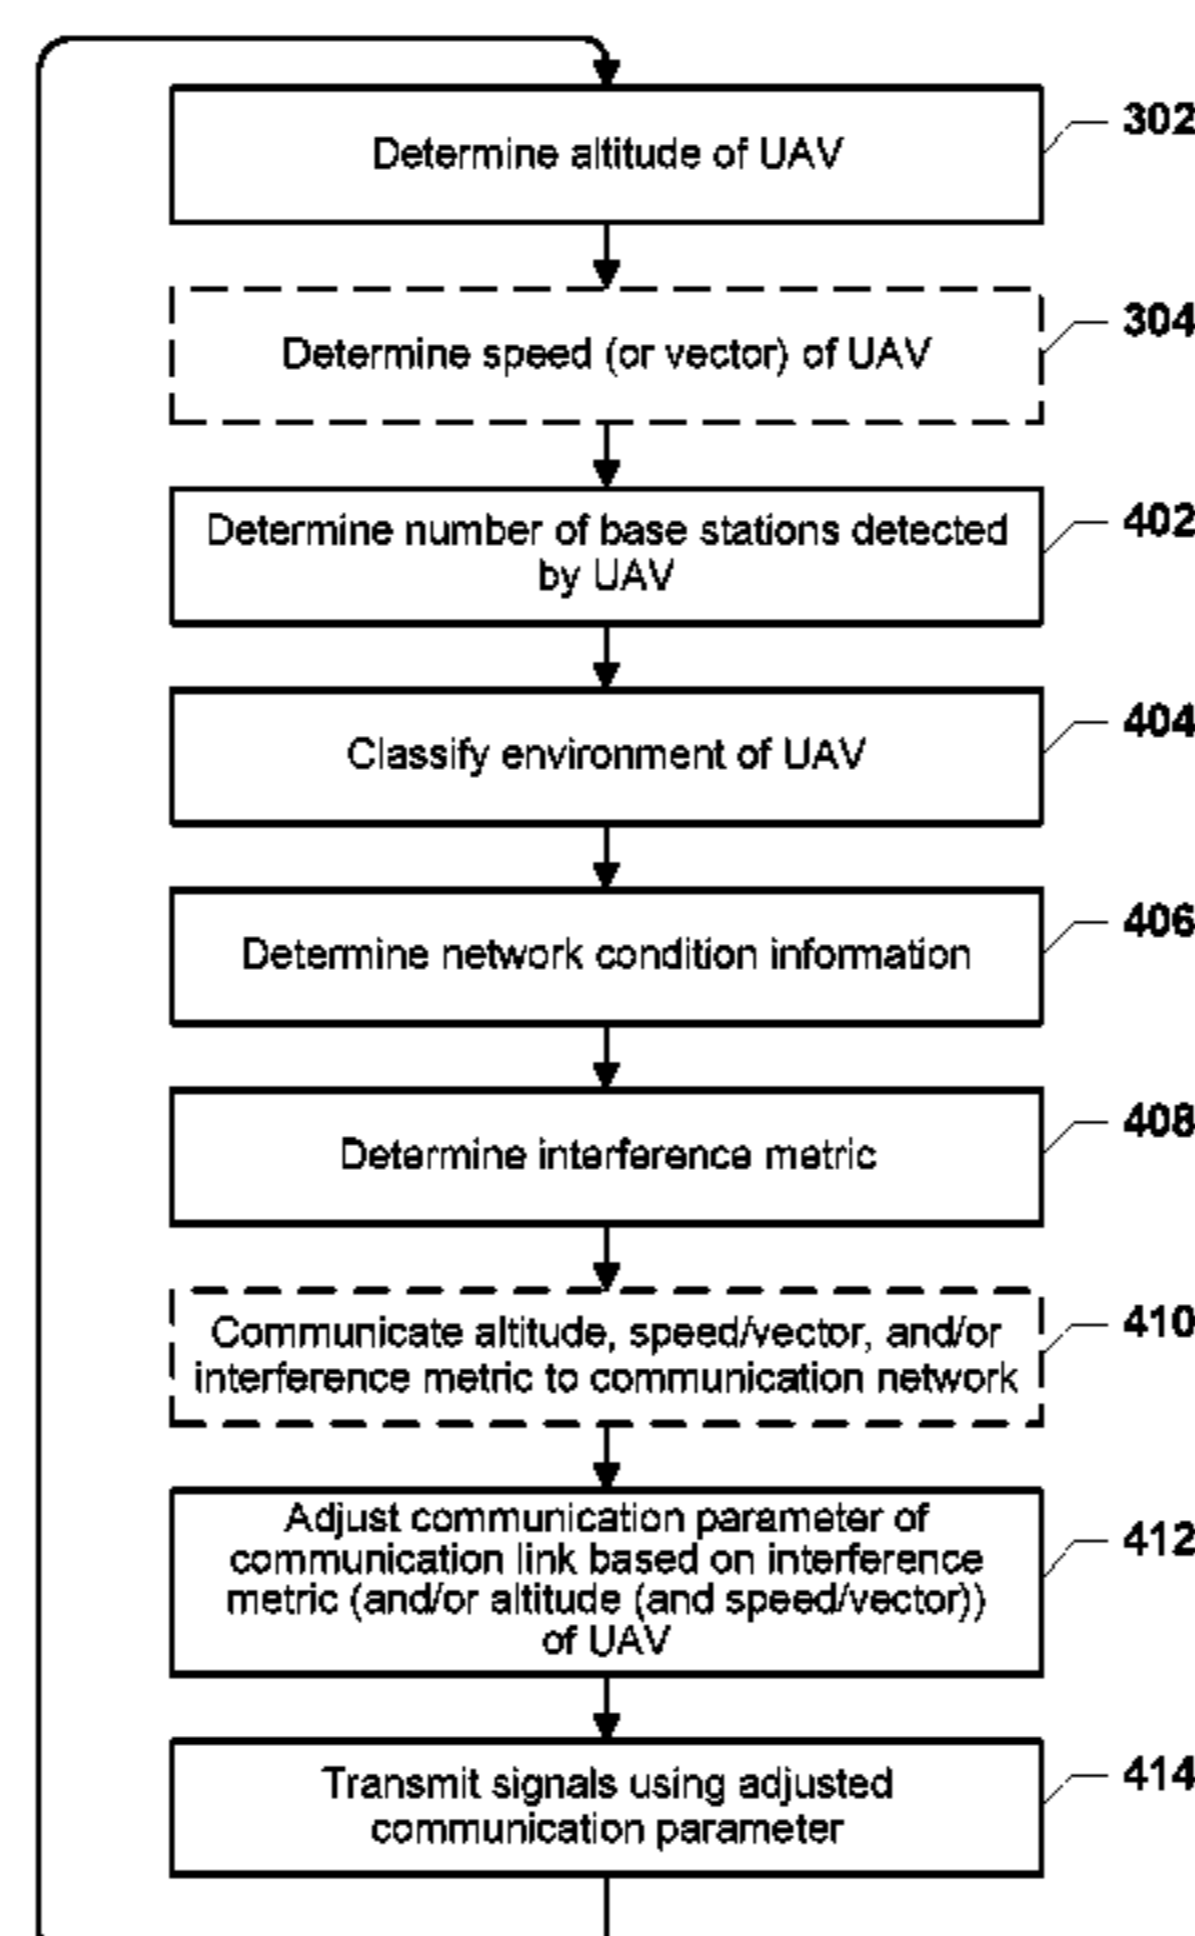 Determine altitude of UAV
302
Determine speed (or vector) of UAV
304
Determine number of base stations detected
by UAV
402
Classify environment of UAV
404
Determine network condition information
406
Determine interference metric
408
Communicate altitude, speed/vector, and/or
interference metric to communication network
410
Adjust communication parameter of
communication link based on interference
metric (and/or altitude (and speed/vector))
of UAV
412
Transmit signals using adjusted
communication parameter
414